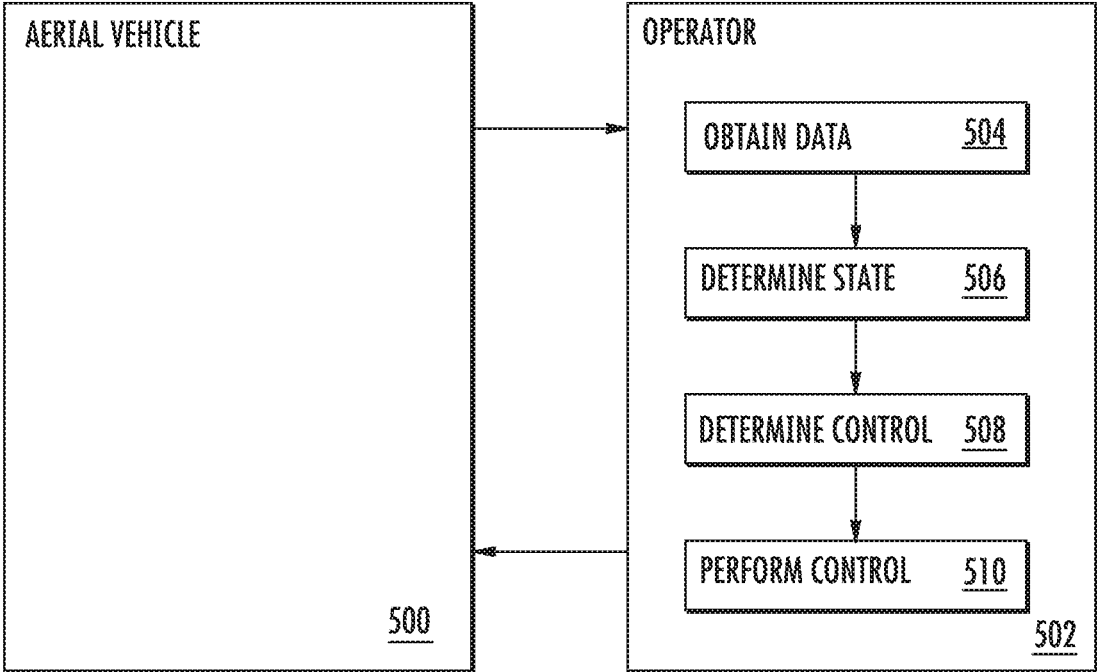 AERIAL VEHICLE
500
OPERATOR
OBTAIN DATA 504
DETERMINE STATE 506
DETERMINE CONTROL 508
PERFORM CONTROL 510
502